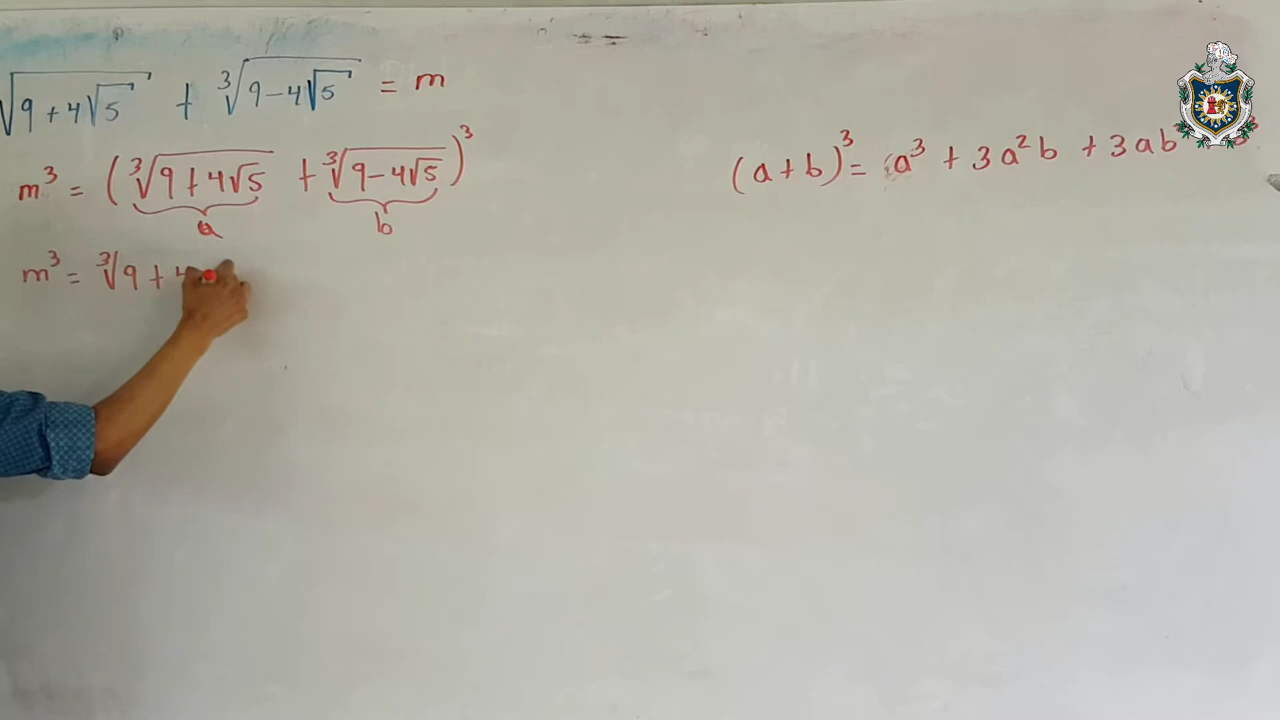 √9 + 4√5 + ∛9 − 4√5 = m
m³ = (∛9 + 4√5 + ∛9 − 4√5)³
(a + b)³ = a³ + 3a²b + 3ab
a b
m³ = ∛9 + 4